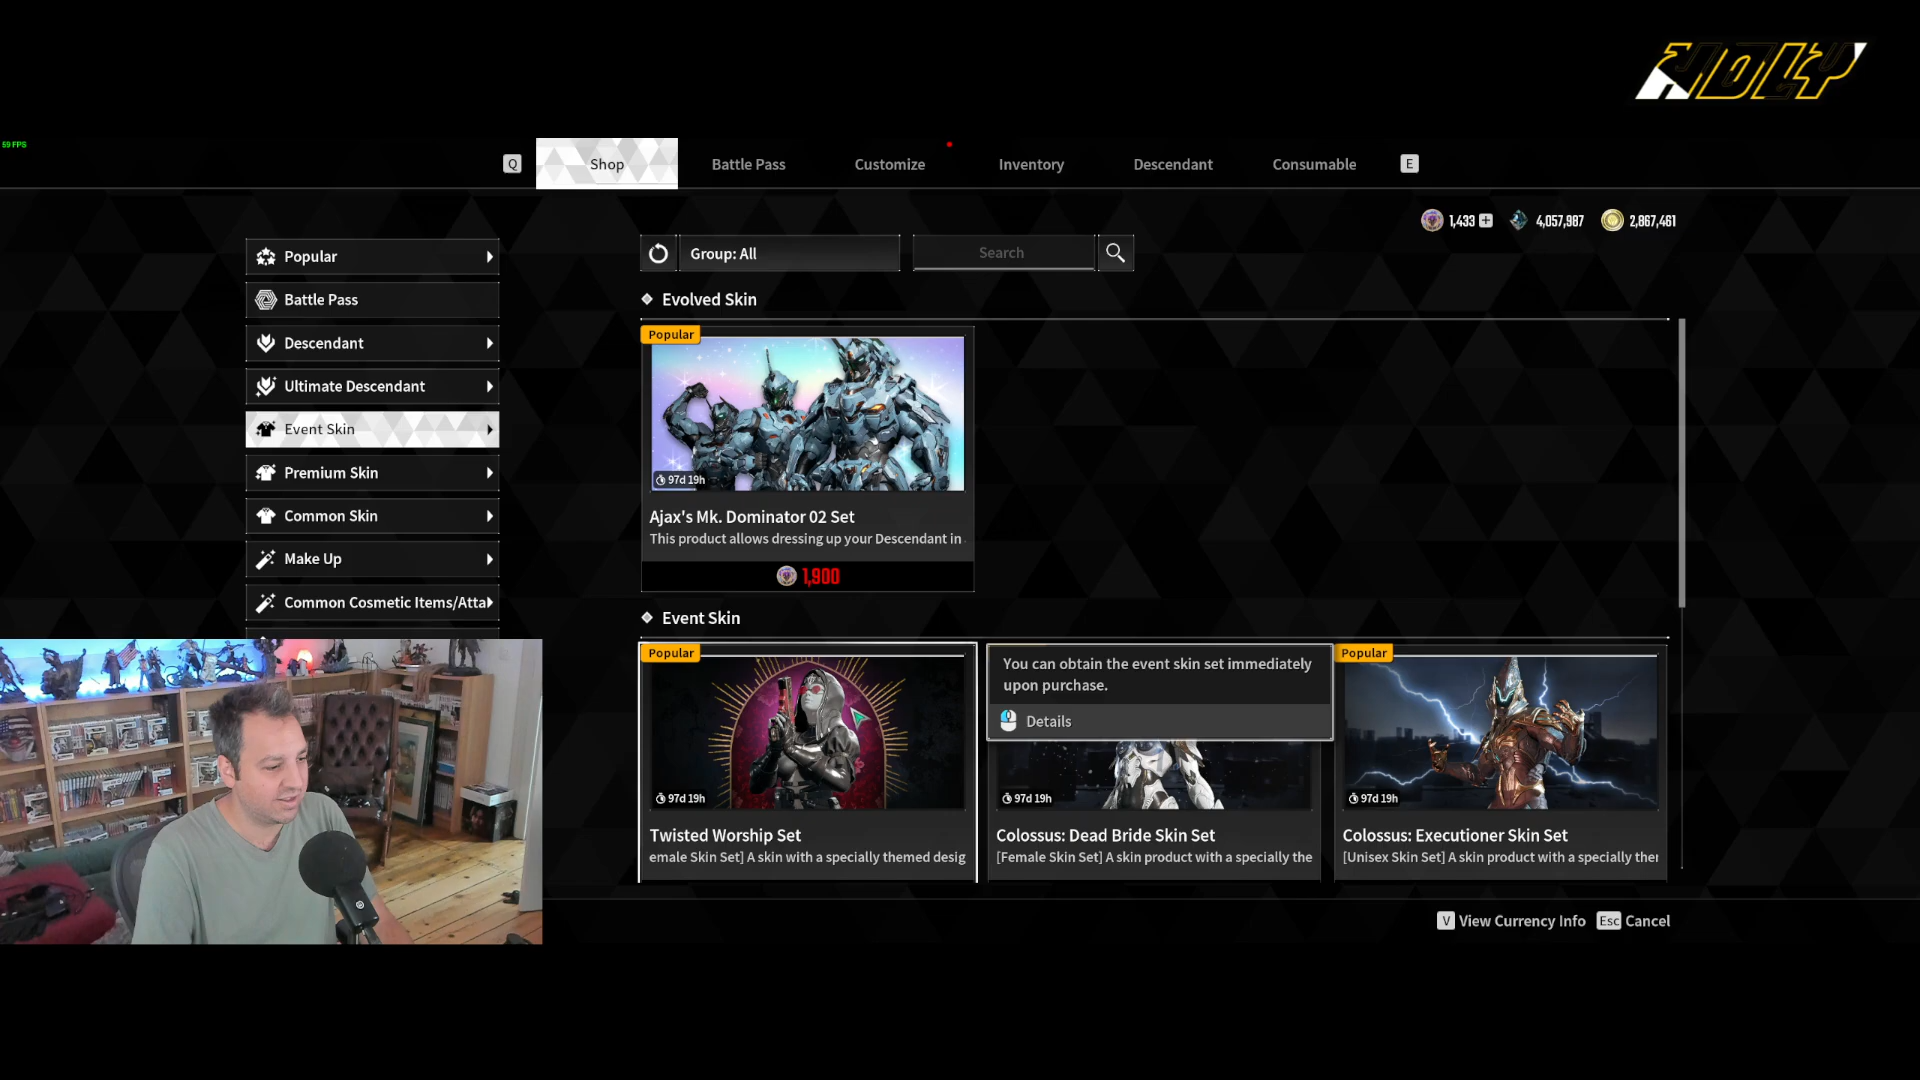 HOLY
59 FPS
Q
Shop
Battle Pass
Customize
Inventory
Descendant
Consumable
E
1,433
4,057,987
2,867,461
Popular
Battle Pass
Descendant
Ultimate Descendant
Event Skin
Premium Skin
Common Skin
Make Up
Common Cosmetic Items/Atta
Group: All
Search
Evolved Skin
Popular
97d 19h
Ajax's Mk. Dominator 02 Set
This product allows dressing up your Descendant in
1,900
Event Skin
Popular
97d 19h
Twisted Worship Set
emale Skin Set] A skin with a specially themed desig
You can obtain the event skin set immediately
upon purchase.
Details
97d 19h
Colossus: Dead Bride Skin Set
[Female Skin Set] A skin product with a specially the
Popular
97d 19h
Colossus: Executioner Skin Set
[Unisex Skin Set] A skin product with a specially ther
V View Currency Info
Esc Cancel